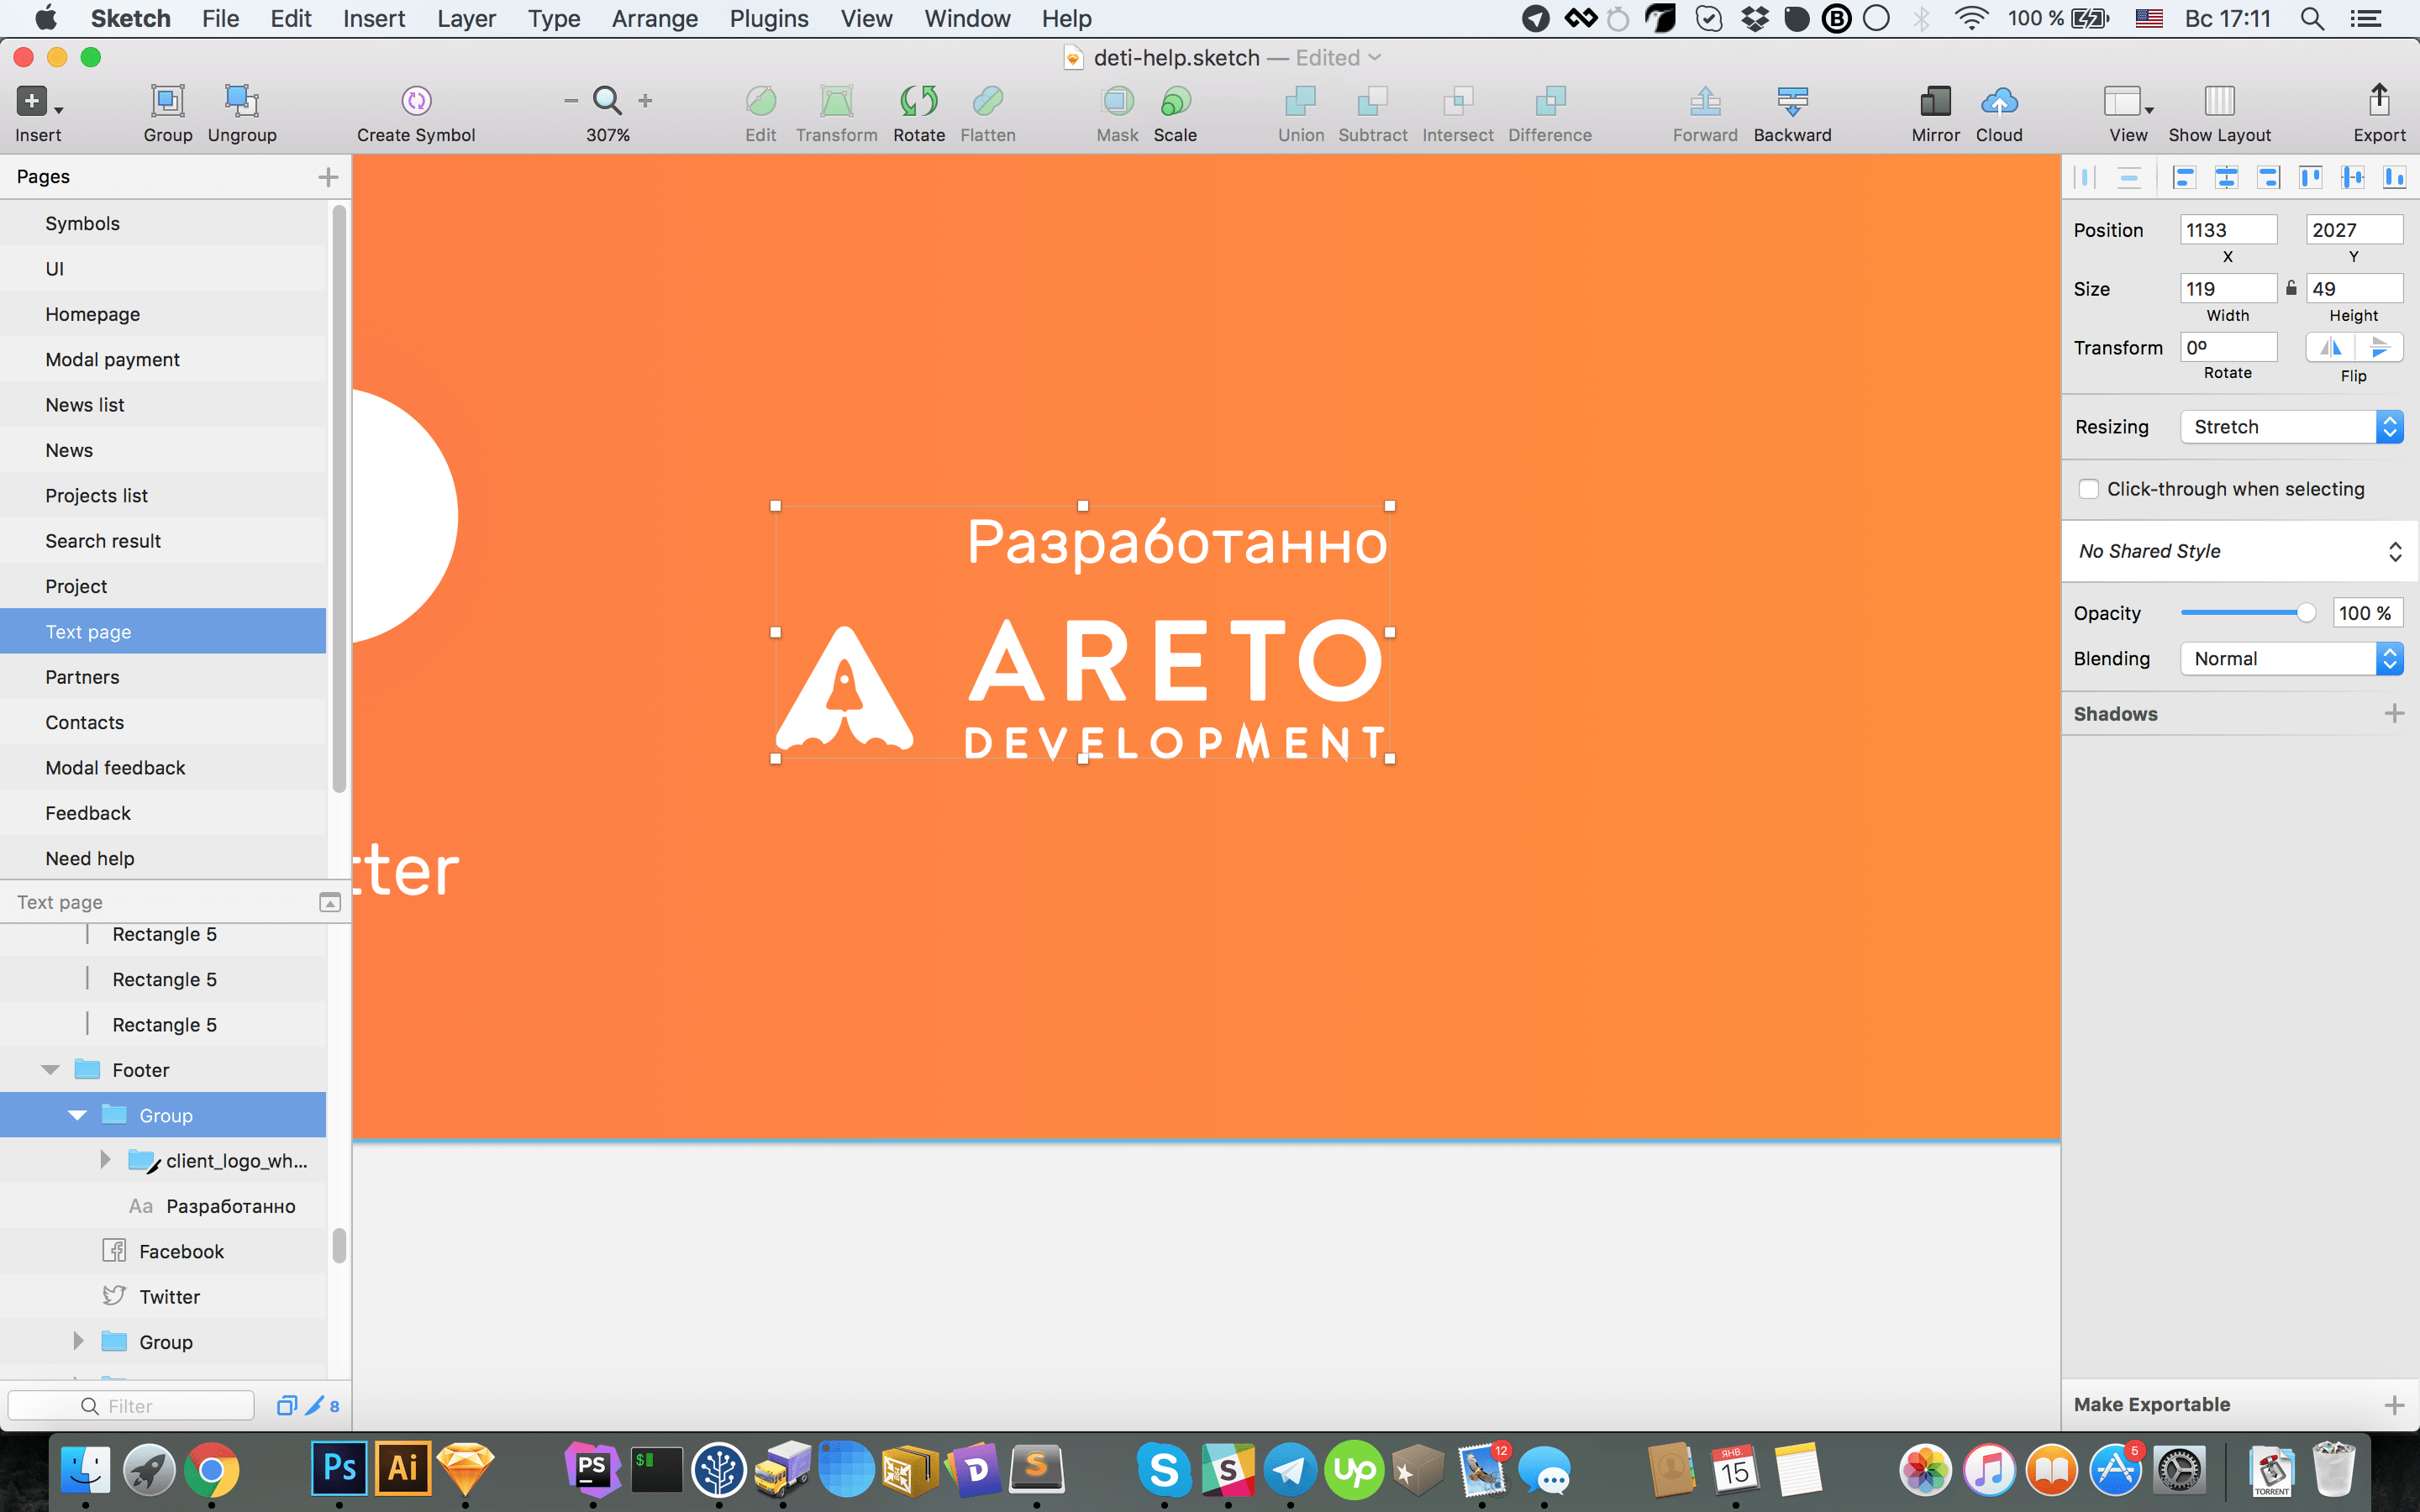 Sketch File Edit Insert Layer Type Arrange Plugins View Window Help
100 % Вс 17:11
deti-help.sketch — Edited
Insert Group Ungroup Create Symbol 307% Edit Transform Rotate Flatten Mask Scale Union Subtract Intersect Difference Forward Backward Mirror Cloud View Show Layout Export
Pages
Symbols
UI
Homepage
Modal payment
News list
News
Projects list
Search result
Project
Text page
Partners
Contacts
Modal feedback
Feedback
Need help
Text page
Rectangle 5
Rectangle 5
Rectangle 5
Footer
Group
client_logo_wh...
Aa Разработанно
Facebook
Twitter
Group
Filter 8
Разработанно
ARETO
DEVELOPMENT
tter
Position 1133 2027
X Y
Size 119 49
Width Height
Transform 0º
Rotate Flip
Resizing Stretch
Click-through when selecting
No Shared Style
Opacity 100 %
Blending Normal
Shadows
Make Exportable
Ps Ai PS $ D S S S up 12 ЯНВ. 15 5 TORRENT